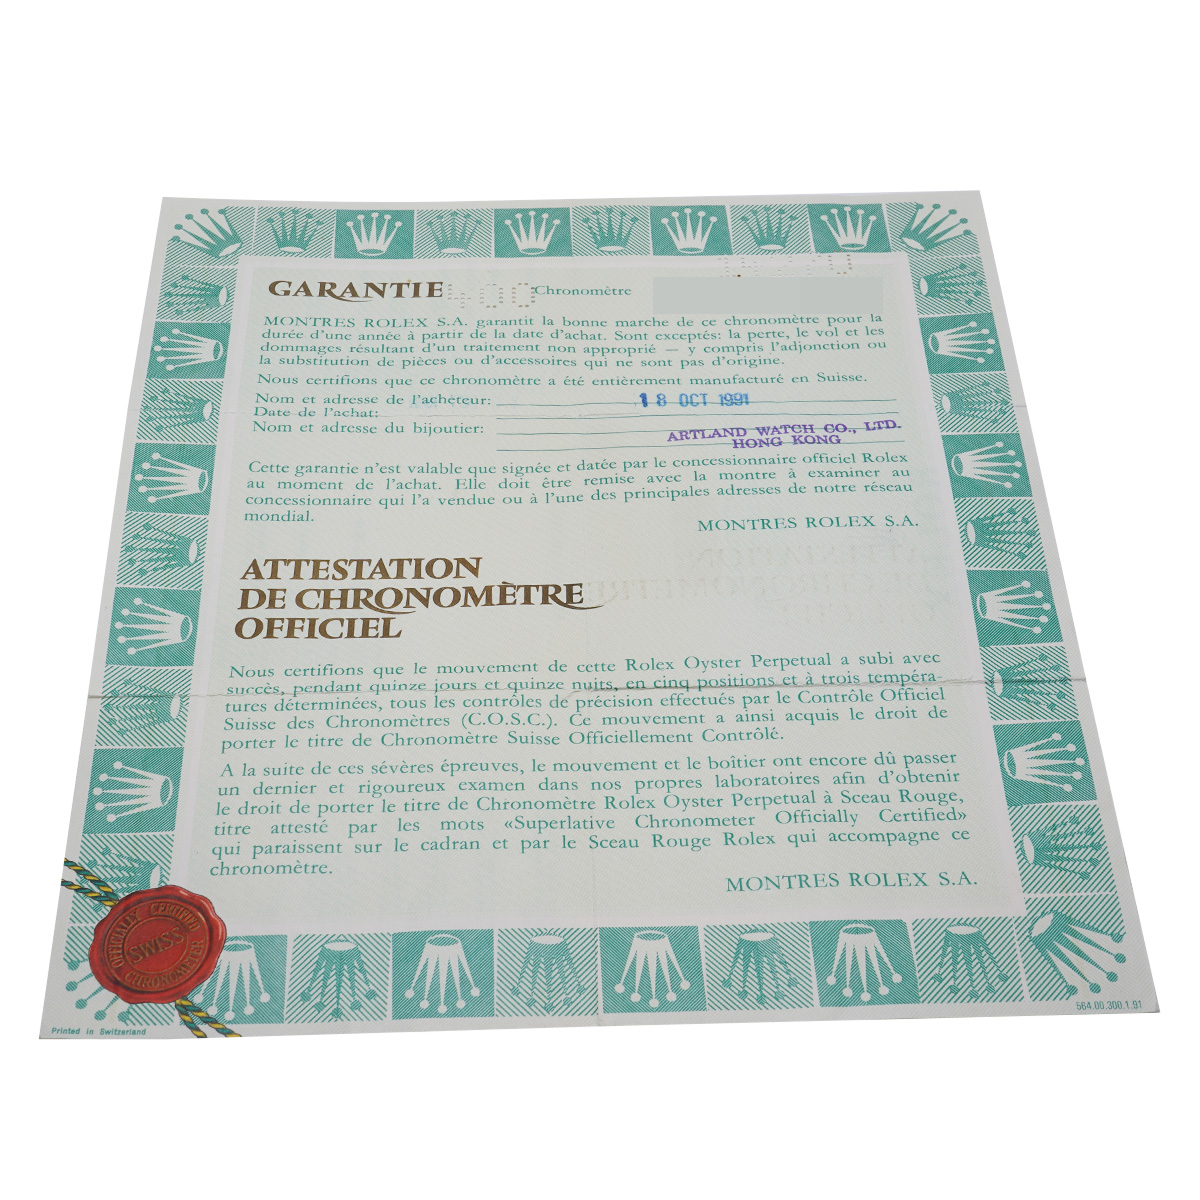 GARANTIE 400 Chronomètre
MONTRES ROLEX S.A. garantit la bonne marche de ce chronomètre pour la
durée d'une année à partir de la date d'achat. Sont exceptés: la perte, le vol et les
dommages résultant d'un traitement non approprié — y compris l'adjonction ou
la substitution de pièces ou d'accessoires qui ne sont pas d'origine.
Nous certifions que ce chronomètre a été entièrement manufacturé en Suisse.
Nom et adresse de l'acheteur:
18 OCT 1991
Date de l'achat:
Nom et adresse du bijoutier:
ARTLAND WATCH CO., LTD.
HONG KONG
Cette garantie n'est valable que signée et datée par le concessionnaire officiel Rolex
au moment de l'achat. Elle doit être remise avec la montre à examiner au
concessionnaire qui l'a vendue ou à l'une des principales adresses de notre réseau
mondial.
MONTRES ROLEX S.A.
ATTESTATION
DE CHRONOMÈTRE
OFFICIEL
Nous certifions que le mouvement de cette Rolex Oyster Perpetual a subi avec
succès, pendant quinze jours et quinze nuits, en cinq positions et à trois tempéra-
tures déterminées, tous les contrôles de précision effectués par le Contrôle Officiel
Suisse des Chronomètres (C.O.S.C.). Ce mouvement a ainsi acquis le droit de
porter le titre de Chronomètre Suisse Officiellement Contrôlé.
A la suite de ces sévères épreuves, le mouvement et le boîtier ont encore dû passer
un dernier et rigoureux examen dans nos propres laboratoires afin d'obtenir
le droit de porter le titre de Chronomètre Rolex Oyster Perpetual à Sceau Rouge,
titre attesté par les mots «Superlative Chronometer Officially Certified»
qui paraissent sur le cadran et par le Sceau Rouge Rolex qui accompagne ce
chronomètre.
MONTRES ROLEX S.A.
OFFICIALLY CERTIFIED
SWISS
CHRONOMETER
Printed in Switzerland
564.00.300.1.91